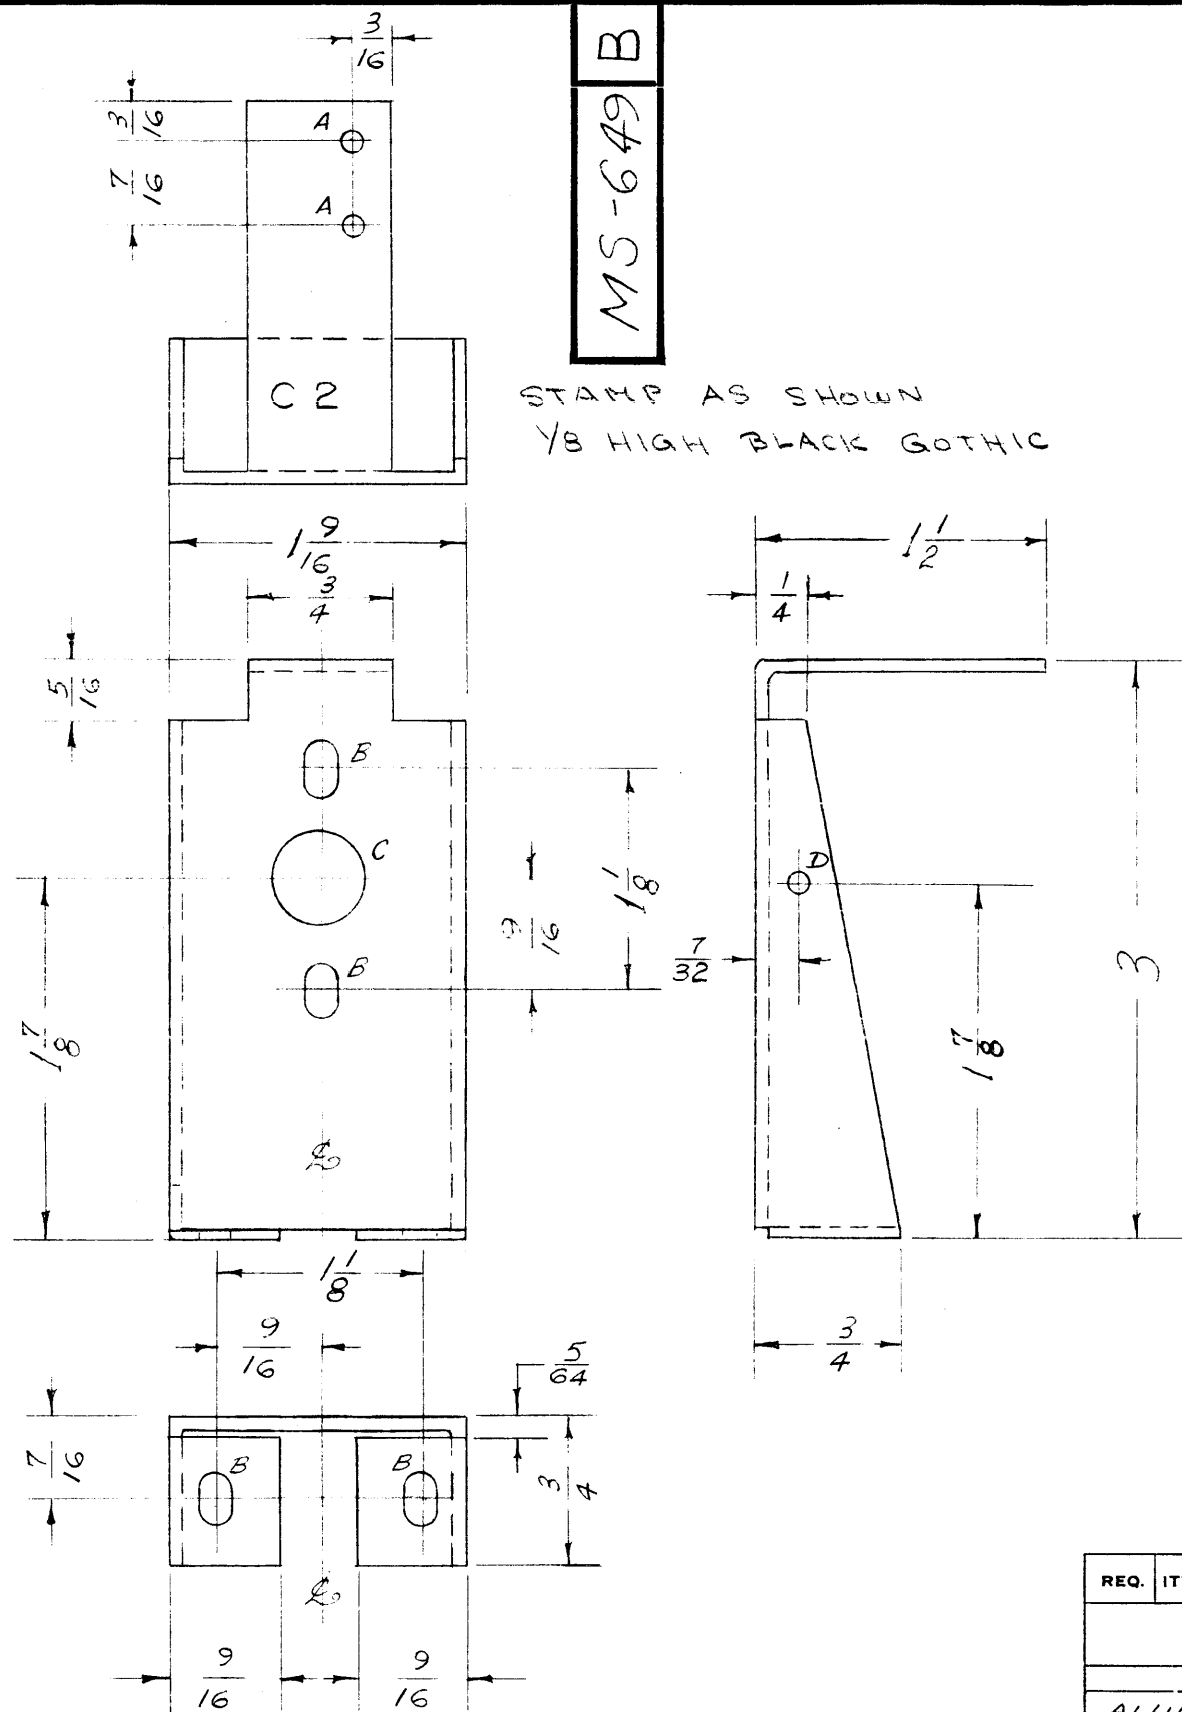 3/16
B
MS-649
3/16
7/16
A
A
C 2
STAMP AS SHOWN
1/8 HIGH BLACK GOTHIC
1 9/16
3/4
5/16
1 1/2
1/4
B
C
B
1 1/8
9/16
1 7/8
D
7/32
1 7/8
3
℄
1 1/8
9/16
5/64
3/4
7/16
B
B
3/4
℄
9/16
9/16
REQ.